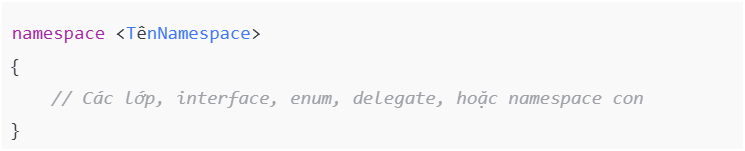 namespace <TênNamespace>
{
    // Các lớp, interface, enum, delegate, hoặc namespace con
}